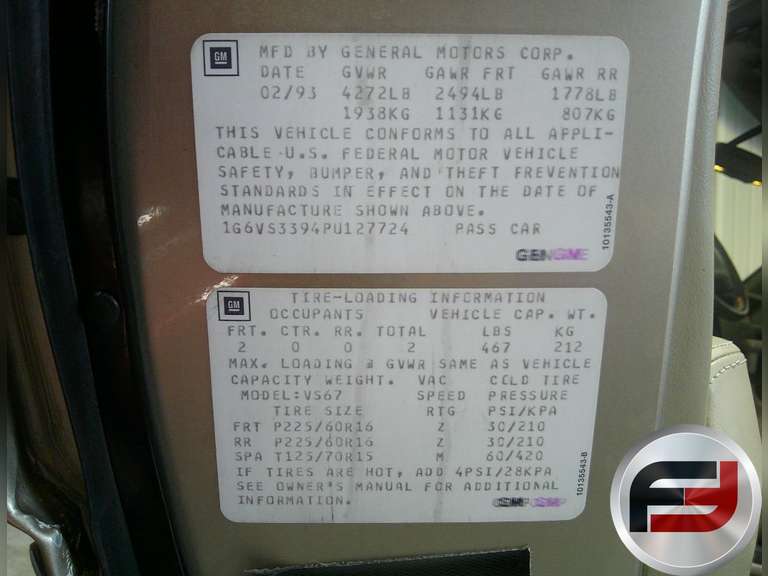 GM
MFD BY GENERAL MOTORS CORP.
DATE GVWR GAWR FRT GAWR RR
02/93 4272LB 2494LB 1778LB
1938KG 1131KG 807KG
THIS VEHICLE CONFORMS TO ALL APPLI-
CABLE U.S. FEDERAL MOTOR VEHICLE
SAFETY, BUMPER, AND THEFT PREVENTION
STANDARDS IN EFFECT ON THE DATE OF
MANUFACTURE SHOWN ABOVE.
1G6VS3394PU127724 PASS CAR
10135543-A
GM
TIRE-LOADING INFORMATION
OCCUPANTS VEHICLE CAP. WT.
FRT. CTR. RR. TOTAL LBS KG
2 0 0 2 467 212
MAX. LOADING @ GVWR SAME AS VEHICLE
CAPACITY WEIGHT. VAC COLD TIRE
MODEL:VS67 SPEED PRESSURE
TIRE SIZE RTG PSI/KPA
FRT P225/60R16 Z 30/210
RR P225/60R16 Z 30/210
SPA T125/70R15 M 60/420
IF TIRES ARE HOT, ADD 4PSI/28KPA
SEE OWNER'S MANUAL FOR ADDITIONAL
INFORMATION.
10135543-B